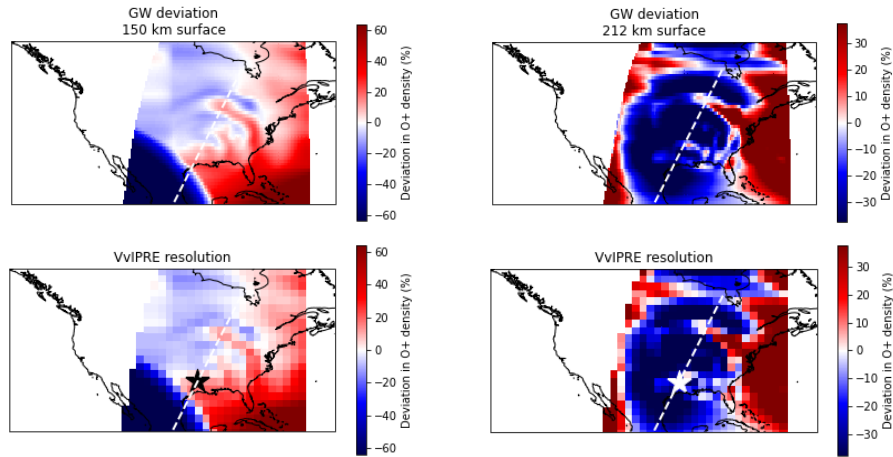 GW deviation
150 km surface
60
40
20
0
−20
−40
−60
Deviation in O+ density (%)
GW deviation
212 km surface
30
20
10
0
−10
−20
−30
Deviation in O+ density (%)
VvIPRE resolution
60
40
20
0
−20
−40
−60
Deviation in O+ density (%)
VvIPRE resolution
30
20
10
0
−10
−20
−30
Deviation in O+ density (%)